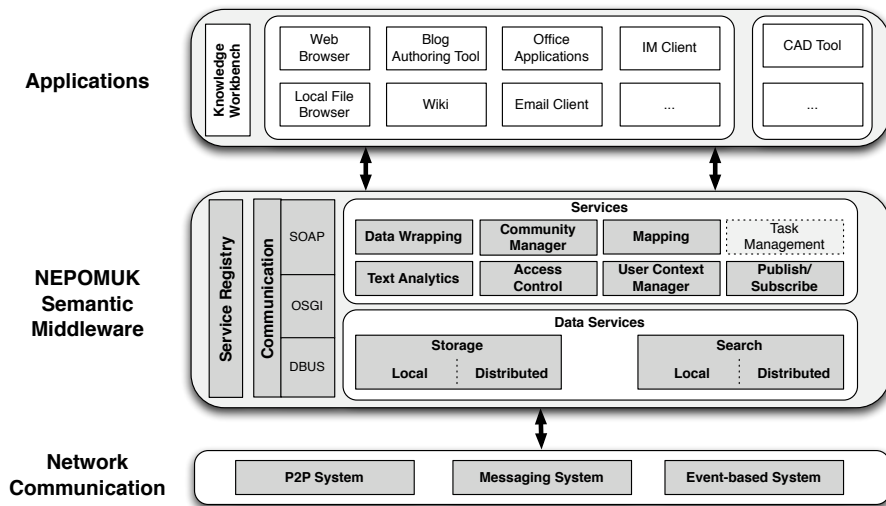 Applications
Knowledge
Workbench
Web
Browser
Blog
Authoring Tool
Office
Applications
IM Client
CAD Tool
Local File
Browser
Wiki
Email Client
...
...
NEPOMUK
Semantic
Middleware
Service Registry
Communication
SOAP
OSGI
DBUS
Services
Data Wrapping
Community
Manager
Mapping
Task
Management
Text Analytics
Access
Control
User Context
Manager
Publish/
Subscribe
Data Services
Storage
Local
Distributed
Search
Local
Distributed
Network
Communication
P2P System
Messaging System
Event-based System